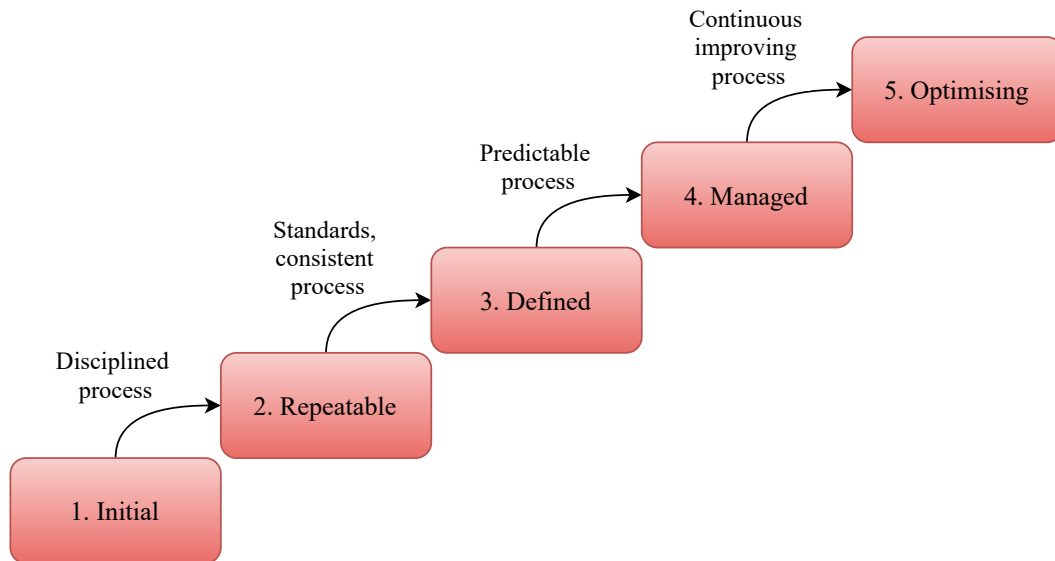 Continuous
improving
process
5. Optimising
Predictable
process
4. Managed
Standards,
consistent
process
3. Defined
Disciplined
process
2. Repeatable
1. Initial